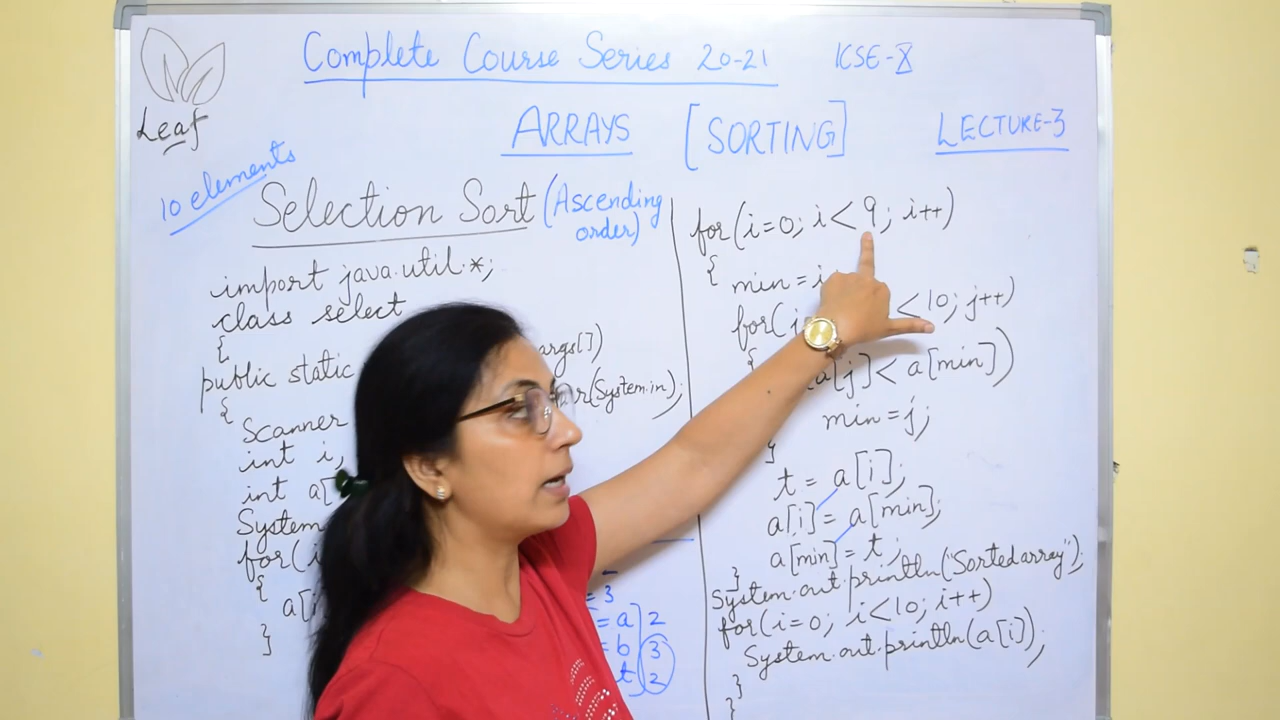 Complete Course Series 20-21 ICSE-X
Leaf
ARRAYS [SORTING] LECTURE-3
10 elements
Selection Sort (Ascending order)
import java.util.*;
class select
{
public static args[])
{
Scanner (System.in);
int i,
int a[
System
for(i
{
a[i
}
= 3
= a] 2
= b 3
t] 2
for(i=0; i<9; i++)
{
min = i
for(j <10; j++)
{
a[j] < a[min])
min = j;
}
t = a[i];
a[i] = a[min];
a[min] = t;
}
System.out.println("Sorted array");
for(i=0; i<10; i++)
System.out.println(a[i]);
}
}